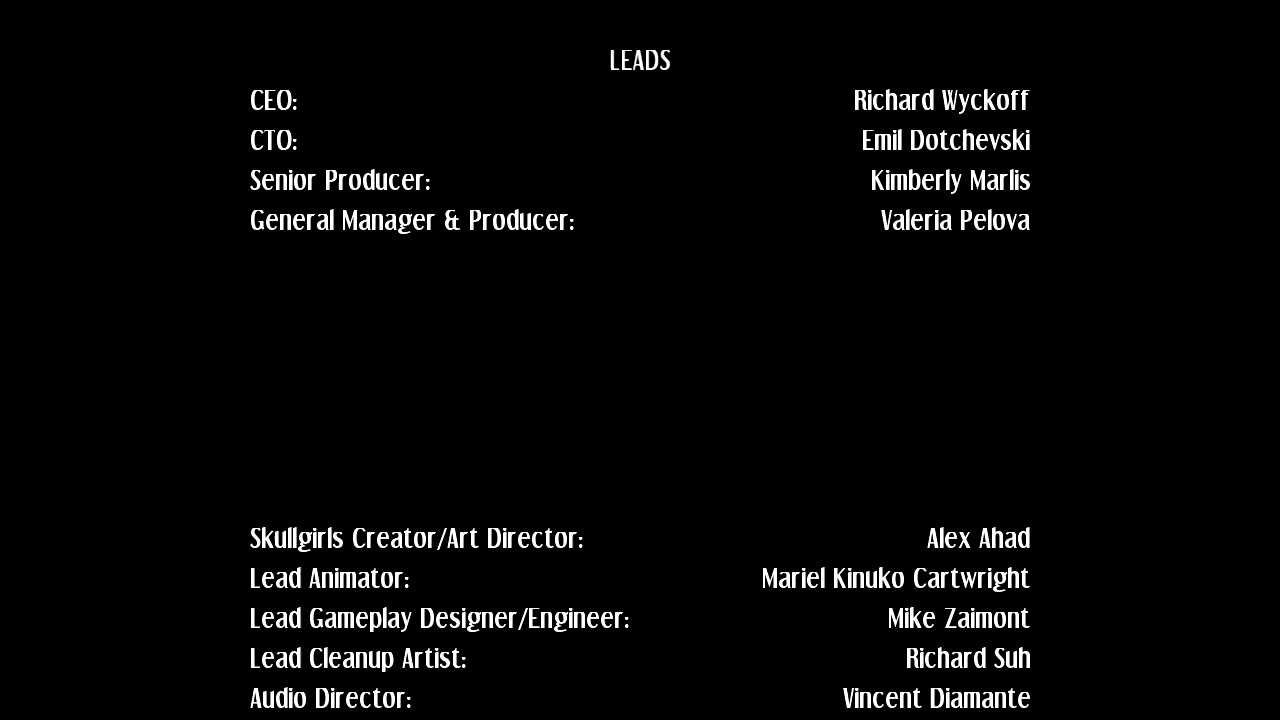 LEADS
CEO: Richard Wyckoff
CTO: Emil Dotchevski
Senior Producer: Kimberly Marlis
General Manager & Producer: Valeria Pelova
Skullgirls Creator/Art Director: Alex Ahad
Lead Animator: Mariel Kinuko Cartwright
Lead Gameplay Designer/Engineer: Mike Zaimont
Lead Cleanup Artist: Richard Suh
Audio Director: Vincent Diamante